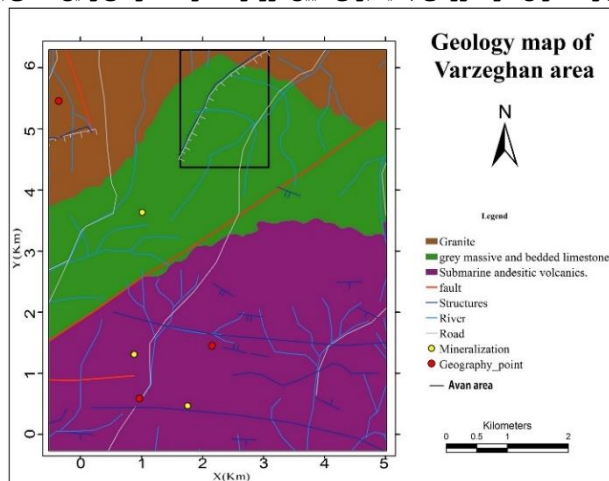 Geology map of
Varzeghan area
N
Legend
Granite
grey massive and bedded limestone
Submarine andesitic volcanics.
fault
Structures
River
Road
Mineralization
Geography_point
Avan area
Kilometers
0 0.5 1 2
Y(Km)
6
5
4
3
2
1
0
0 1 2 3 4 5
X(Km)